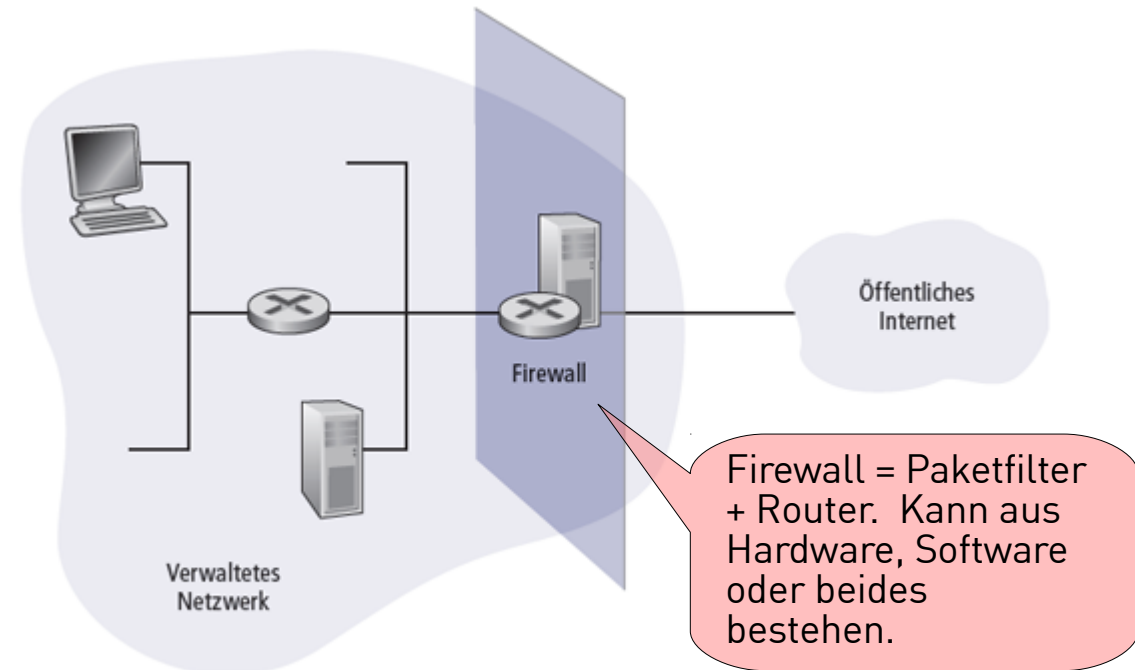 Öffentliches
Internet
Firewall
Firewall = Paketfilter
+ Router.  Kann aus
Hardware, Software
oder beides
bestehen.
Verwaltetes
Netzwerk